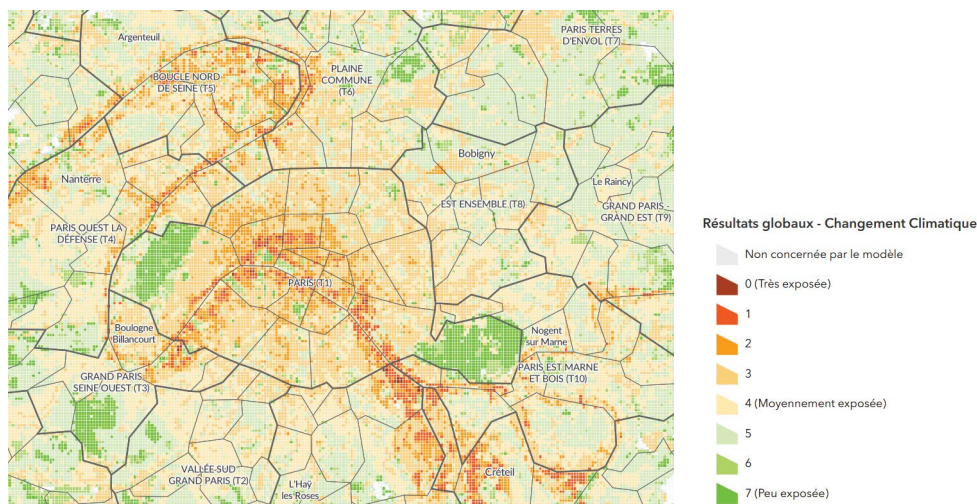 Argenteuil
PARIS TERRES
D'ENVOL (T7)
BOUCLE NORD
DE SEINE (T5)
PLAINE
COMMUNE
(T6)
Bobigny
Nanterre
Le Raincy
EST ENSEMBLE (T8)
GRAND PARIS -
GRAND EST (T9)
PARIS OUEST LA
DÉFENSE (T4)
PARIS (T1)
Boulogne
Billancourt
Nogent
sur Marne
GRAND PARIS
SEINE OUEST (T3)
PARIS EST MARNE
ET BOIS (T10)
VALLÉE SUD
GRAND PARIS (T2)
L'Haÿ
les Roses
Créteil
Résultats globaux - Changement Climatique
Non concernée par le modèle
0 (Très exposée)
1
2
3
4 (Moyennement exposée)
5
6
7 (Peu exposée)